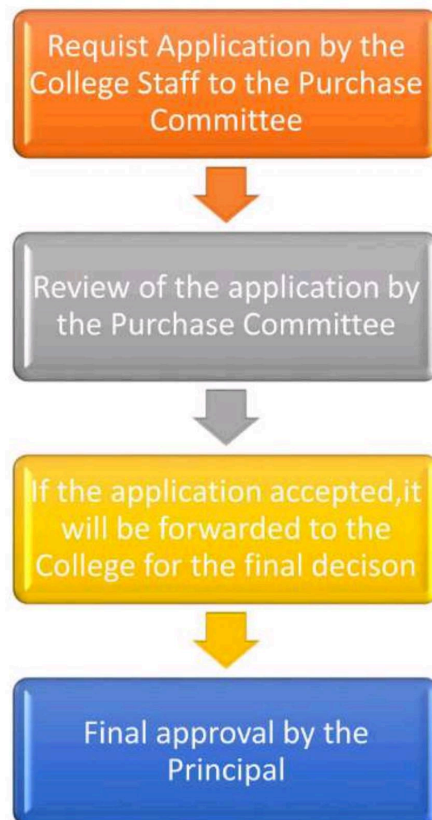 Requist Application by the
College Staff to the Purchase
Committee
Review of the application by
the Purchase Committee
If the application accepted,it
will be forwarded to the
College for the final decison
Final approval by the
Principal